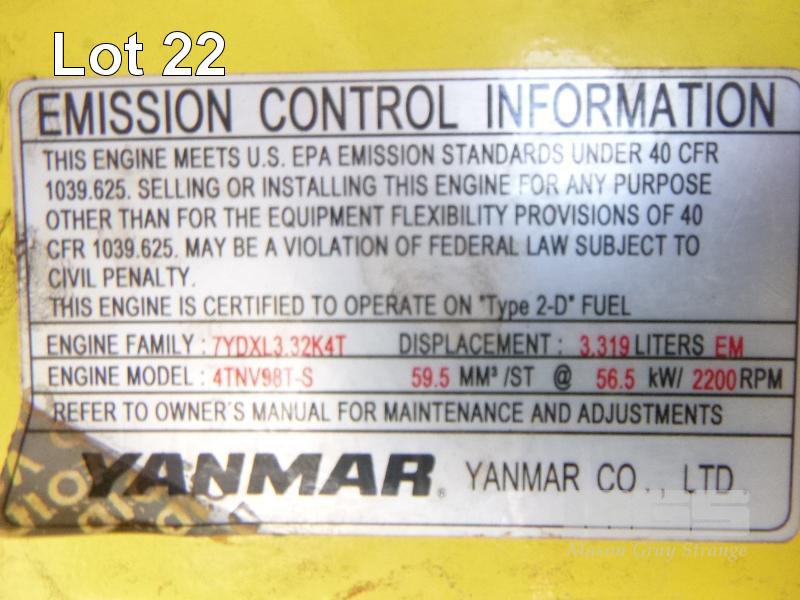 Lot 22
EMISSION CONTROL INFORMATION
THIS ENGINE MEETS U.S. EPA EMISSION STANDARDS UNDER 40 CFR
1039.625. SELLING OR INSTALLING THIS ENGINE FOR ANY PURPOSE
OTHER THAN FOR THE EQUIPMENT FLEXIBILITY PROVISIONS OF 40
CFR 1039.625. MAY BE A VIOLATION OF FEDERAL LAW SUBJECT TO
CIVIL PENALTY.
THIS ENGINE IS CERTIFIED TO OPERATE ON "Type 2-D" FUEL
ENGINE FAMILY : 7YDXL3.32K4T DISPLACEMENT : 3.319 LITERS EM
ENGINE MODEL : 4TNV98T-S 59.5 MM³ /ST @ 56.5 kW/ 2200 RPM
REFER TO OWNER'S MANUAL FOR MAINTENANCE AND ADJUSTMENTS
YANMAR® YANMAR CO., LTD
MGS
Mason Gray Strange